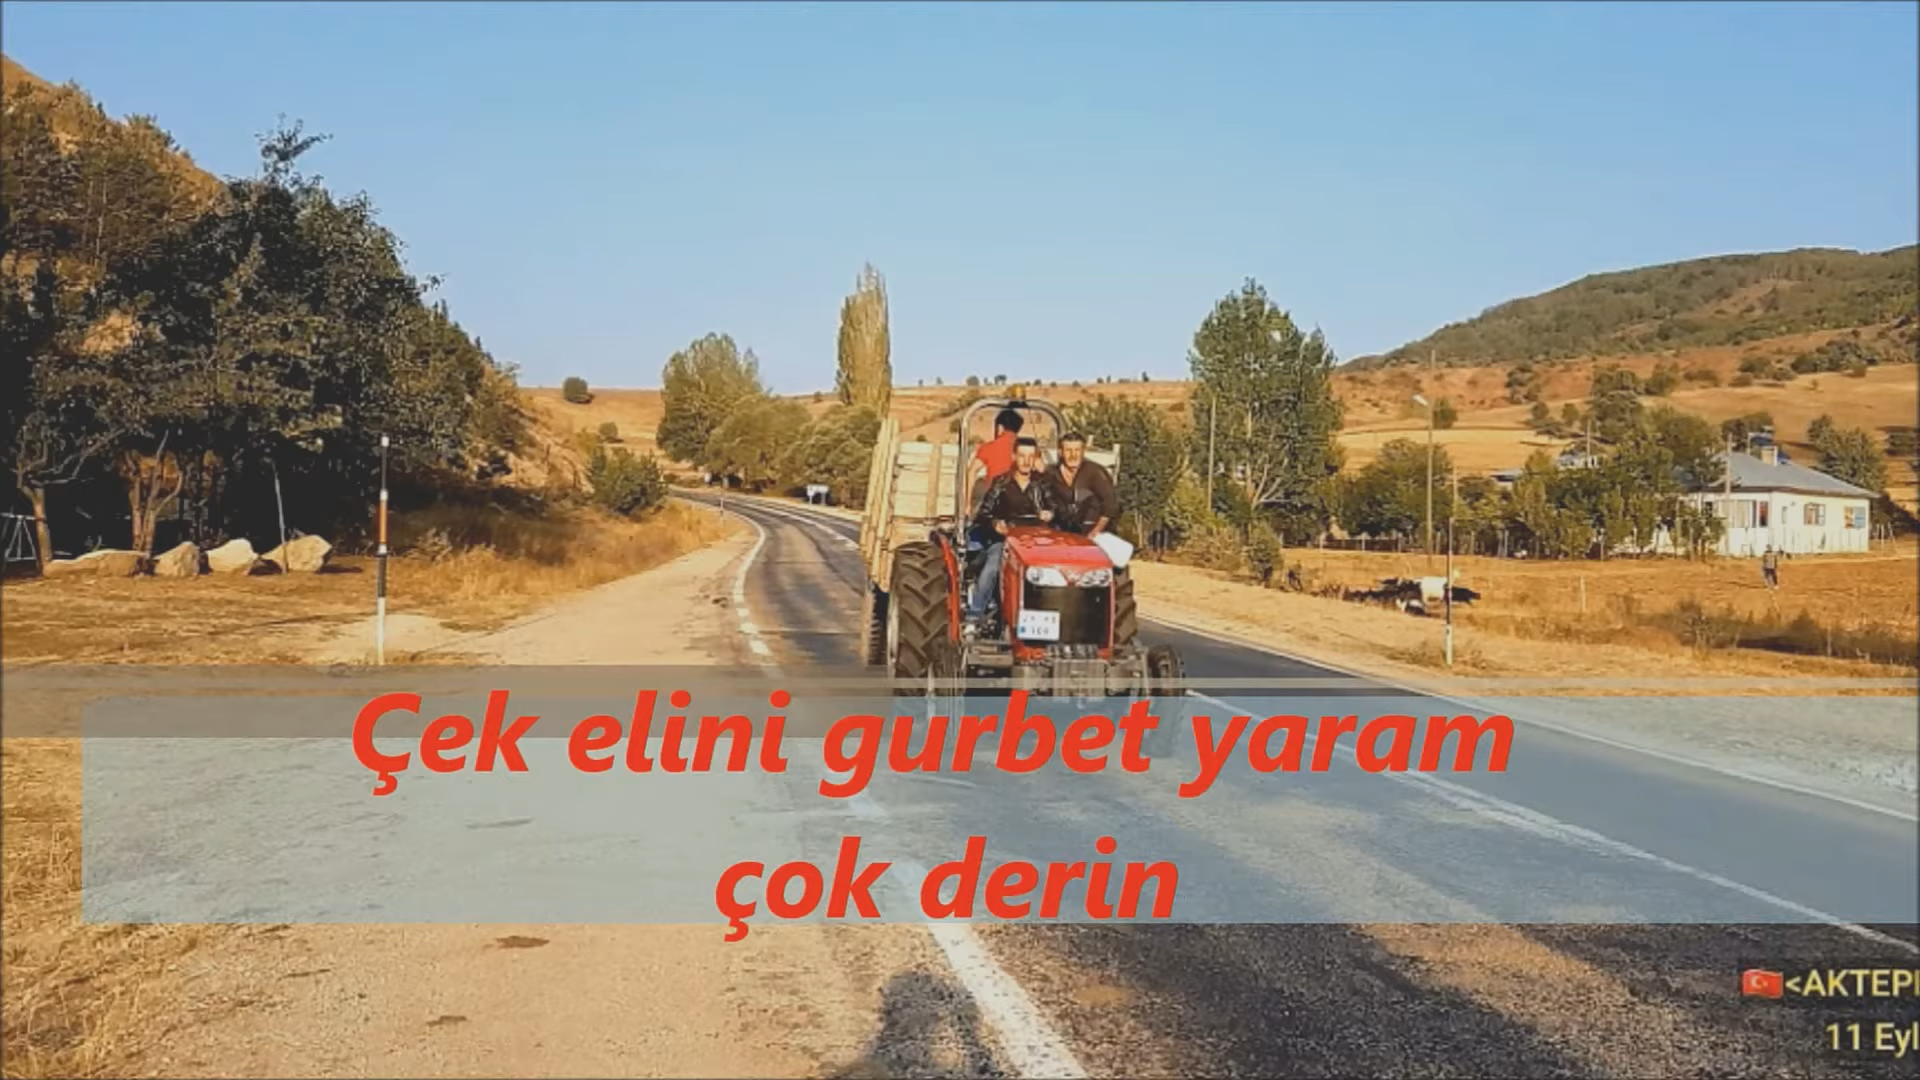 Çek elini gurbet yaram
çok derin
🇹🇷<AKTEP
11 Eyl